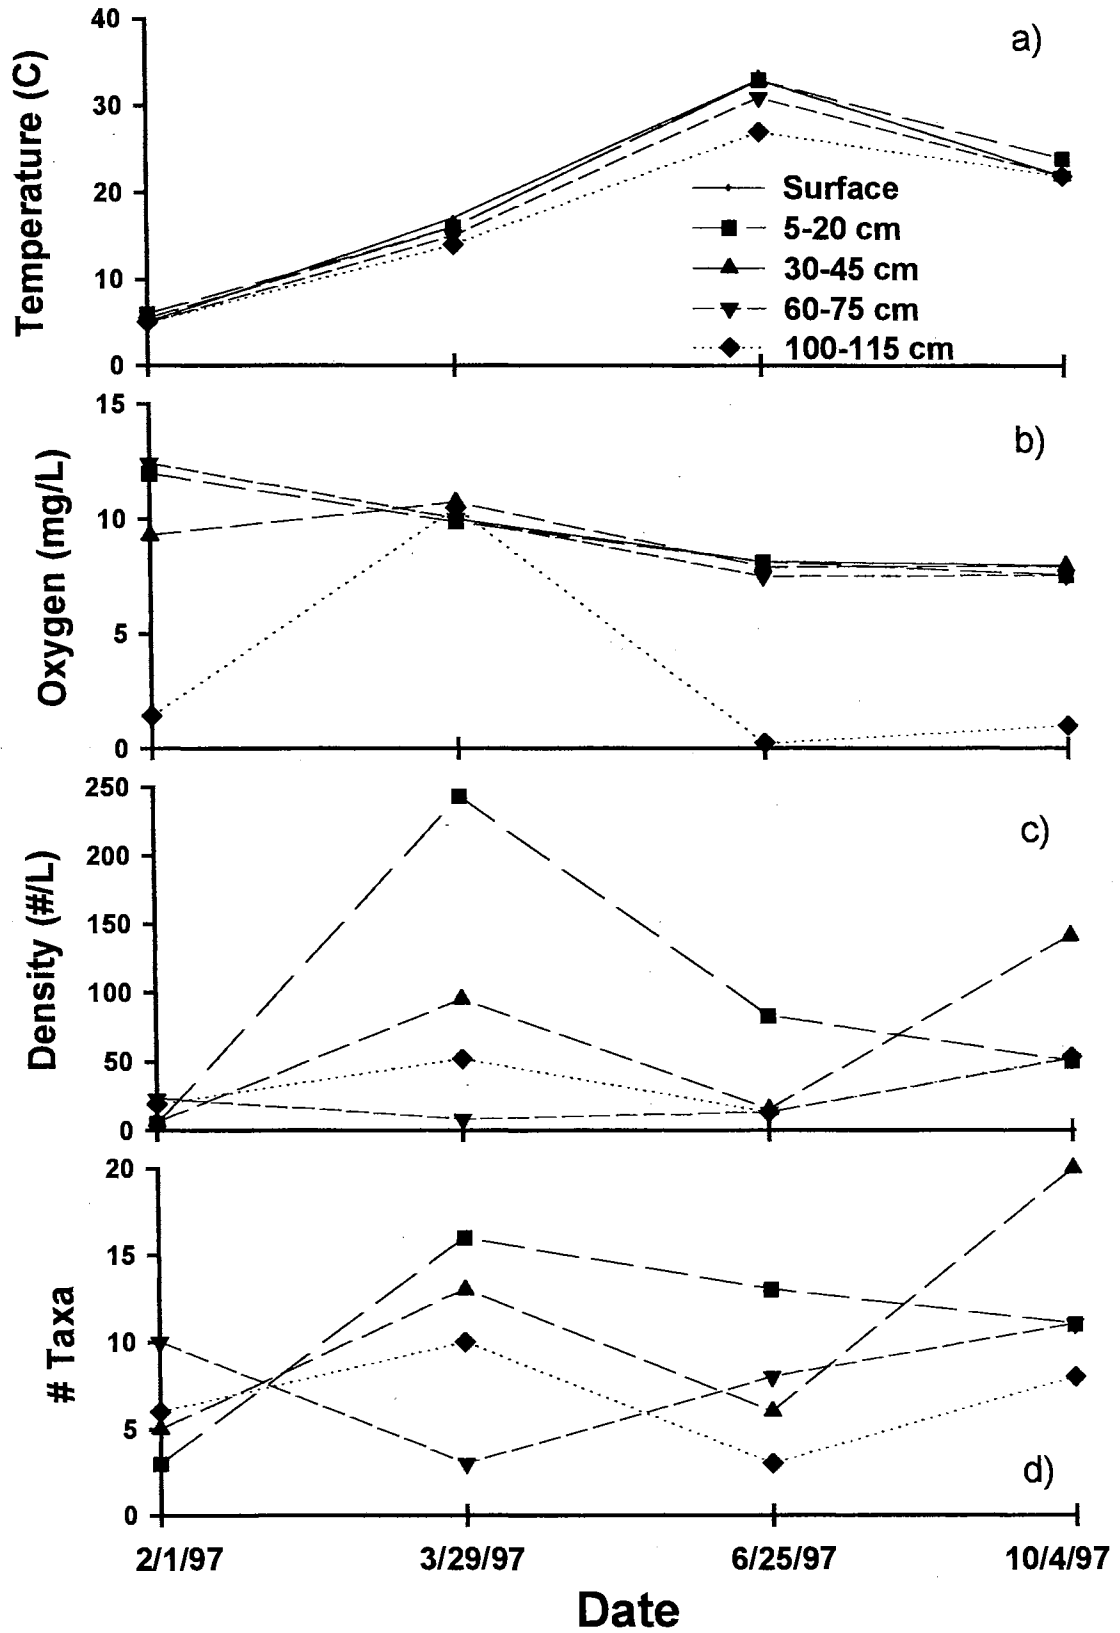 40
a)
30
20
10
0
Temperature (C)
Surface
5-20 cm
30-45 cm
60-75 cm
100-115 cm
15
b)
10
5
0
Oxygen (mg/L)
250
c)
200
150
100
50
0
Density (#/L)
20
15
10
5
0
# Taxa
d)
2/1/97 3/29/97 6/25/97 10/4/97
Date